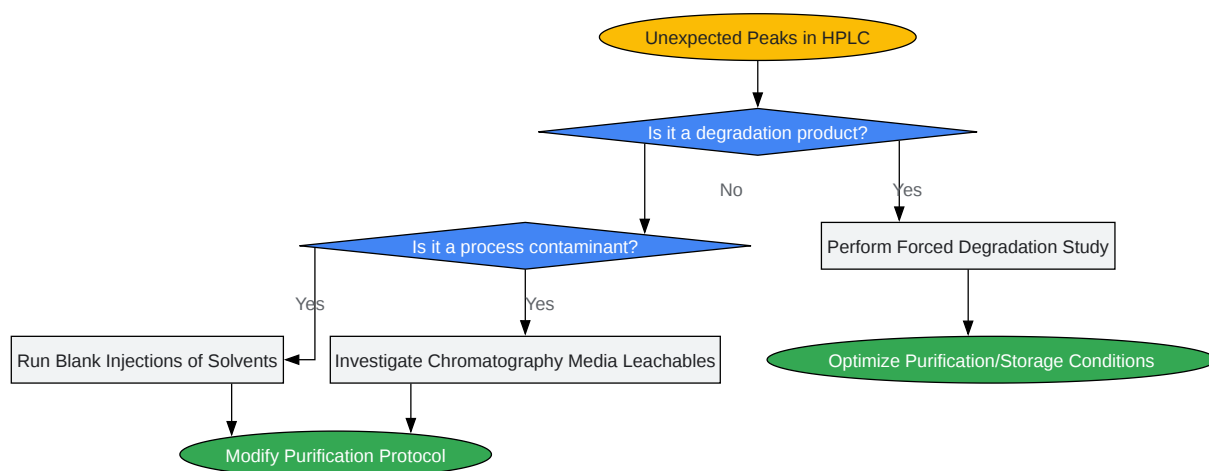 Unexpected Peaks in HPLC
Is it a degradation product?
No
Yes
Is it a process contaminant?
Perform Forced Degradation Study
Yes
Yes
Run Blank Injections of Solvents
Investigate Chromatography Media Leachables
Optimize Purification/Storage Conditions
Modify Purification Protocol